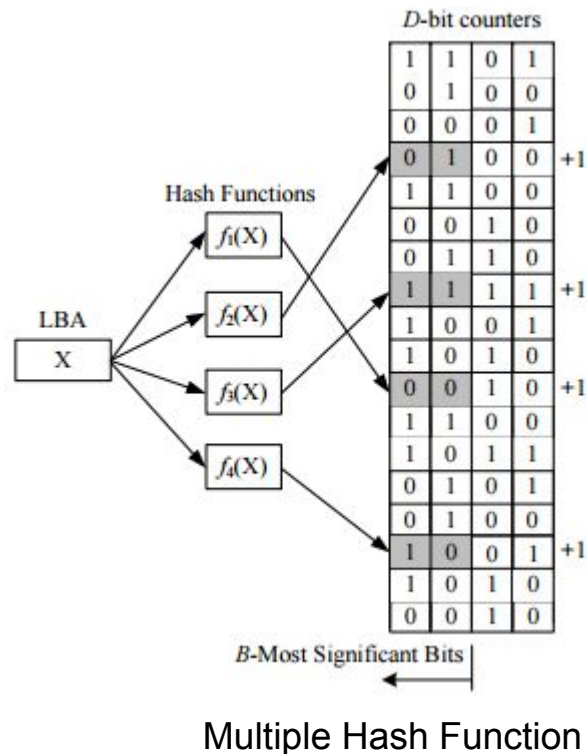 D-bit counters
1 1 0 1
0 1 0 0
0 0 0 1
0 1 0 0 +1
1 1 0 0
Hash Functions
0 0 1 0
f₁(X)
0 1 1 0
1 1 1 1 +1
f₂(X)
LBA
1 0 0 1
X
1 0 1 0
f₃(X)
0 0 1 0 +1
1 1 0 0
1 0 1 1
f₄(X)
0 1 0 1
0 1 0 0
1 0 0 1 +1
1 0 1 0
0 0 1 0
B-Most Significant Bits
Multiple Hash Function